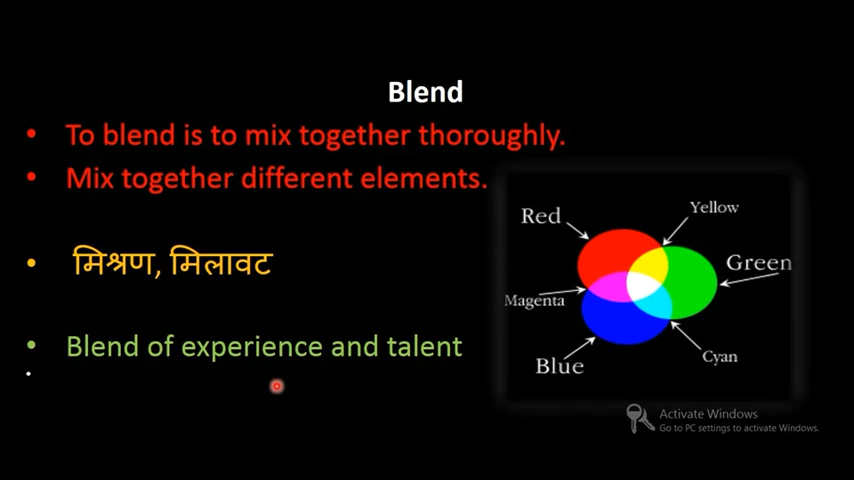 Blend
• To blend is to mix together thoroughly.
• Mix together different elements.
• मिश्रण, मिलावट
• Blend of experience and talent
•
Red
Yellow
Green
Magenta
Blue
Cyan
Activate Windows
Go to PC settings to activate Windows.